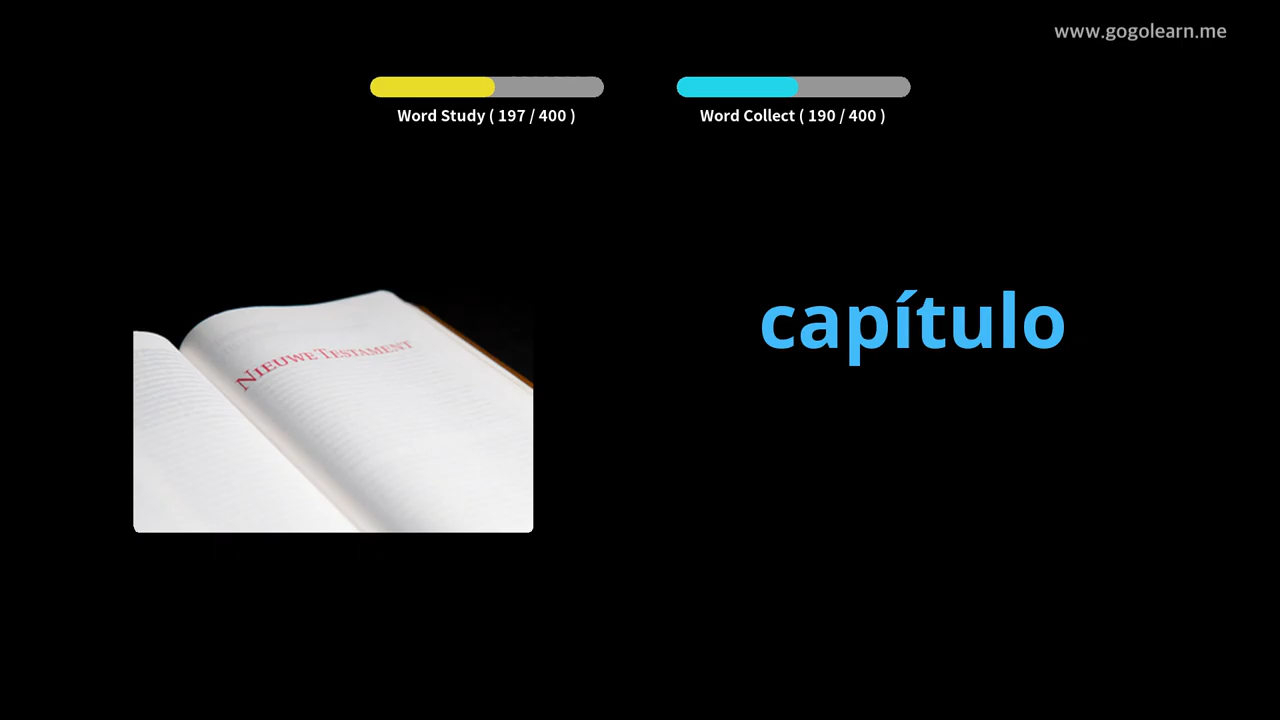 www.gogolearn.me
Word Study ( 197 / 400 )
Word Collect ( 190 / 400 )
NIEUWE TESTAMENT
capítulo